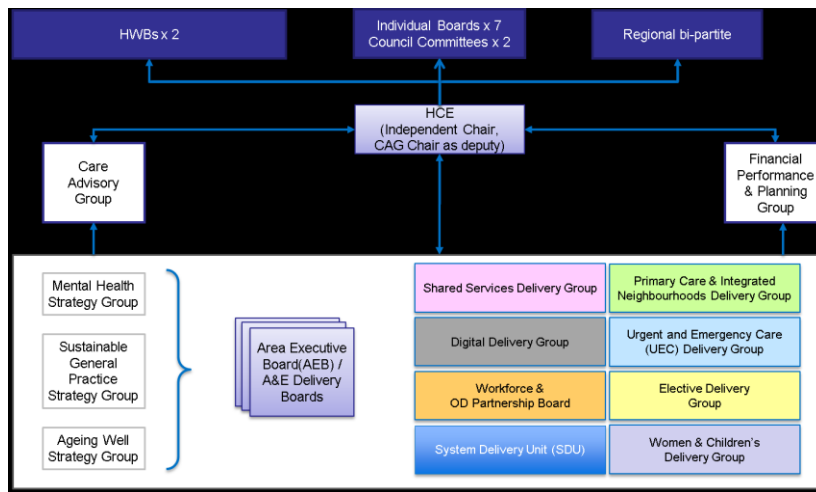 HWBs x 2
Individual Boards x 7
Council Committees x 2
Regional bi-partite
HCE
(Independent Chair,
CAG Chair as deputy)
Care
Advisory
Group
Financial
Performance
& Planning
Group
Mental Health
Strategy Group
Sustainable
General
Practice
Strategy Group
Ageing Well
Strategy Group
Area Executive
Board(AEB) /
A&E Delivery
Boards
Shared Services Delivery Group
Primary Care & Integrated
Neighbourhoods Delivery Group
Digital Delivery Group
Urgent and Emergency Care
(UEC) Delivery Group
Workforce &
OD Partnership Board
Elective Delivery
Group
System Delivery Unit (SDU)
Women & Children's
Delivery Group